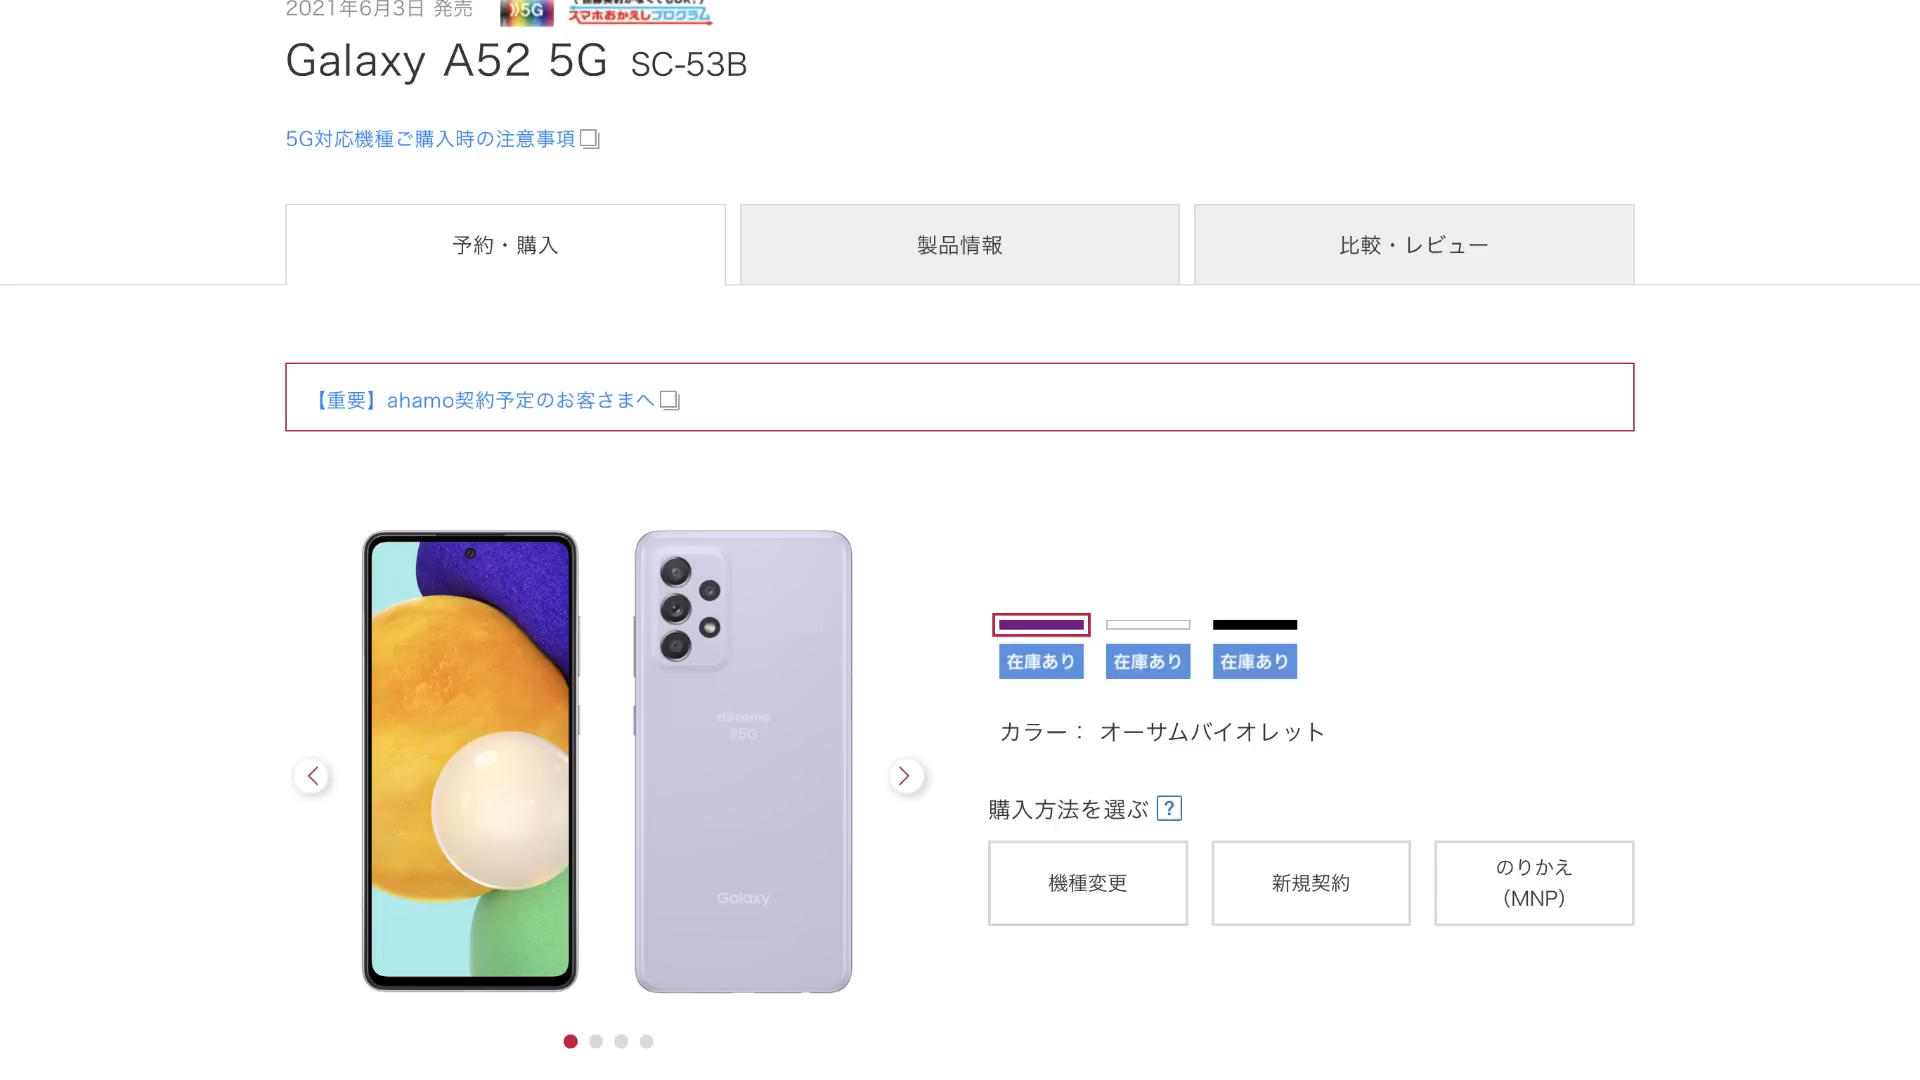 2021年6月3日 発売
5G
スマホおかえしプログラム
Galaxy A52 5G SC-53B
5G対応機種ご購入時の注意事項
予約・購入
製品情報
比較・レビュー
【重要】ahamo契約予定のお客さまへ
docomo
5G
Galaxy
在庫あり 在庫あり 在庫あり
カラー： オーサムバイオレット
購入方法を選ぶ ?
機種変更
新規契約
のりかえ
（MNP）